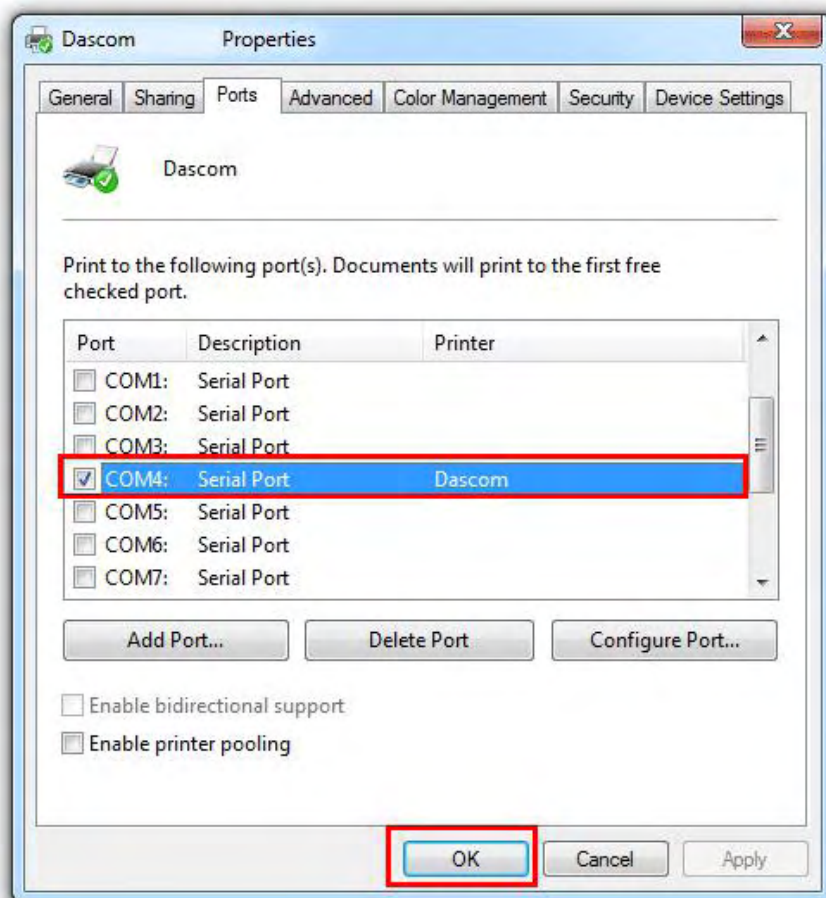 Dascom Properties
General Sharing Ports Advanced Color Management Security Device Settings
Dascom
Print to the following port(s). Documents will print to the first free
checked port.
Port Description Printer
COM1: Serial Port
COM2: Serial Port
COM3: Serial Port
COM4: Serial Port Dascom
COM5: Serial Port
COM6: Serial Port
COM7: Serial Port
Add Port... Delete Port Configure Port...
Enable bidirectional support
Enable printer pooling
OK Cancel Apply